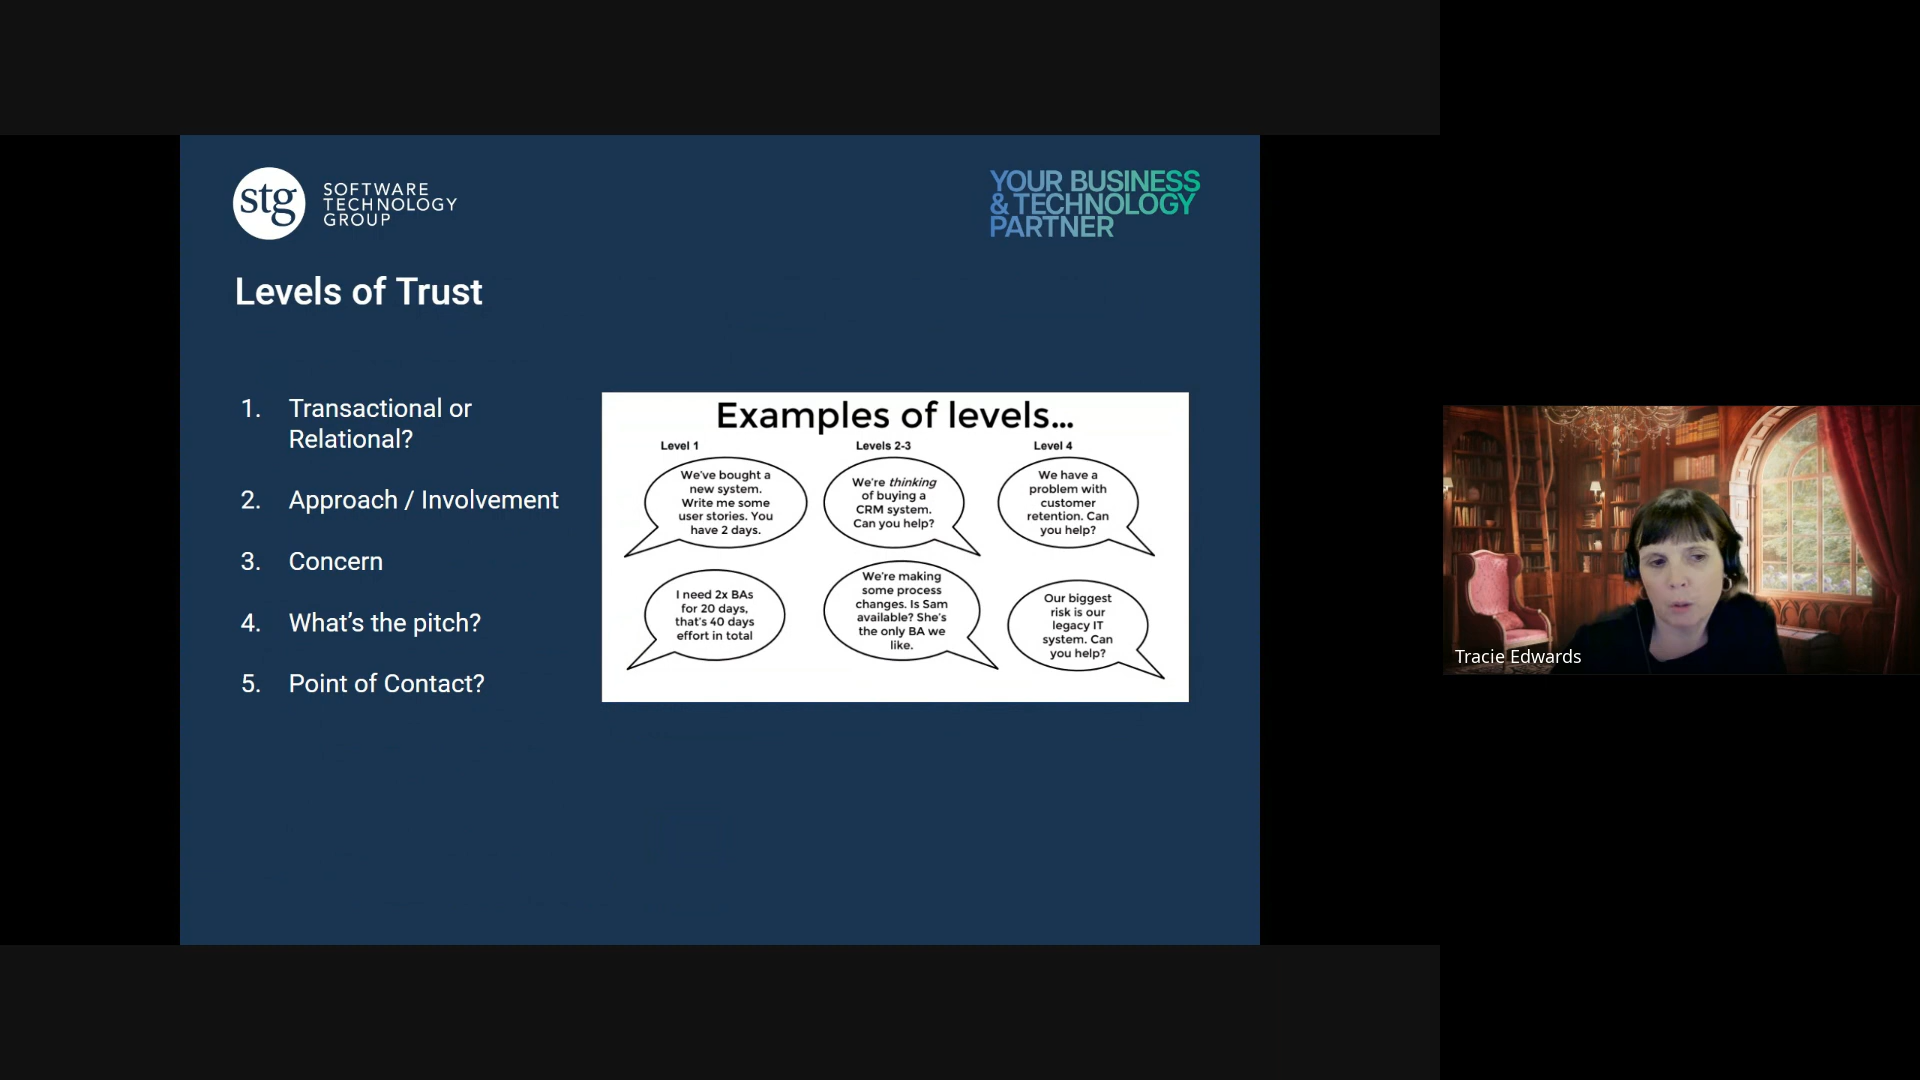 stg
SOFTWARE
TECHNOLOGY
GROUP
YOUR BUSINESS
& TECHNOLOGY
PARTNER
Levels of Trust
1. Transactional or
Relational?
2. Approach / Involvement
3. Concern
4. What's the pitch?
5. Point of Contact?
Examples of levels...
Level 1
Levels 2-3
Level 4
We've bought a
new system.
Write me some
user stories. You
have 2 days.
We're thinking
of buying a
CRM system.
Can you help?
We have a
problem with
customer
retention. Can
you help?
I need 2x BAs
for 20 days,
that's 40 days
effort in total
We're making
some process
changes. Is Sam
available? She's
the only BA we
like.
Our biggest
risk is our
legacy IT
system. Can
you help?
Tracie Edwards